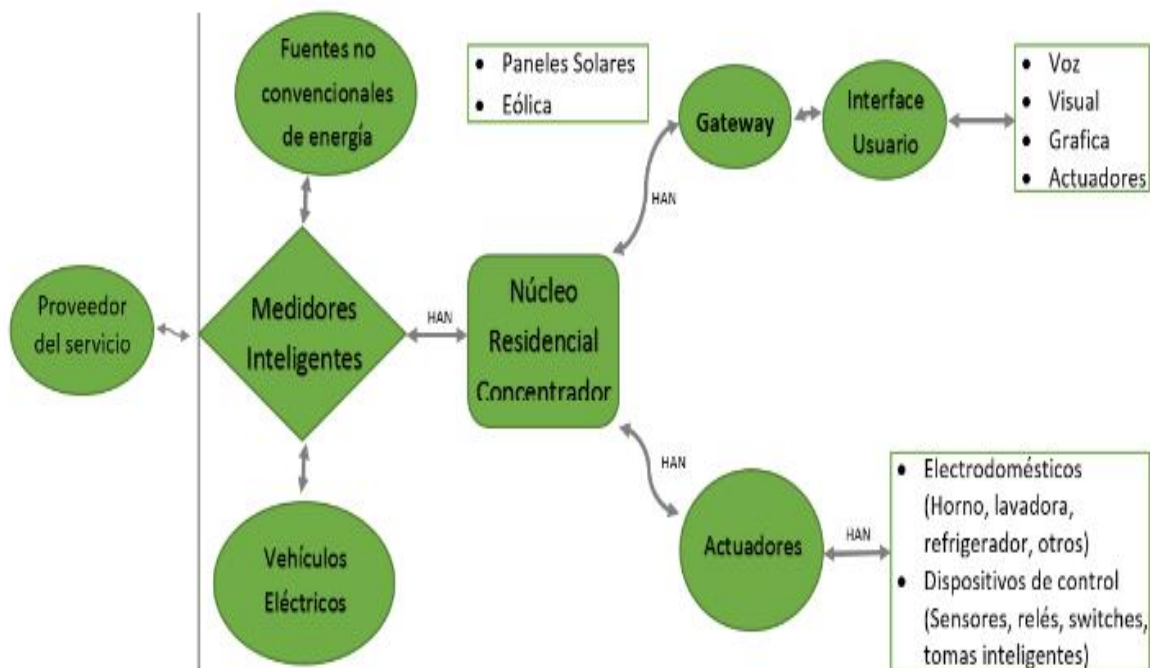 Fuentes no
convencionales
de energía
• Paneles Solares
• Eólica
Gateway
Interface
Usuario
• Voz
• Visual
• Grafica
• Actuadores
HAN
Proveedor
del servicio
Medidores
Inteligentes
HAN
Núcleo
Residencial
Concentrador
HAN
Vehículos
Eléctricos
Actuadores
HAN
• Electrodomésticos
(Horno, lavadora,
refrigerador, otros)
• Dispositivos de control
(Sensores, relés, switches,
tomas inteligentes)